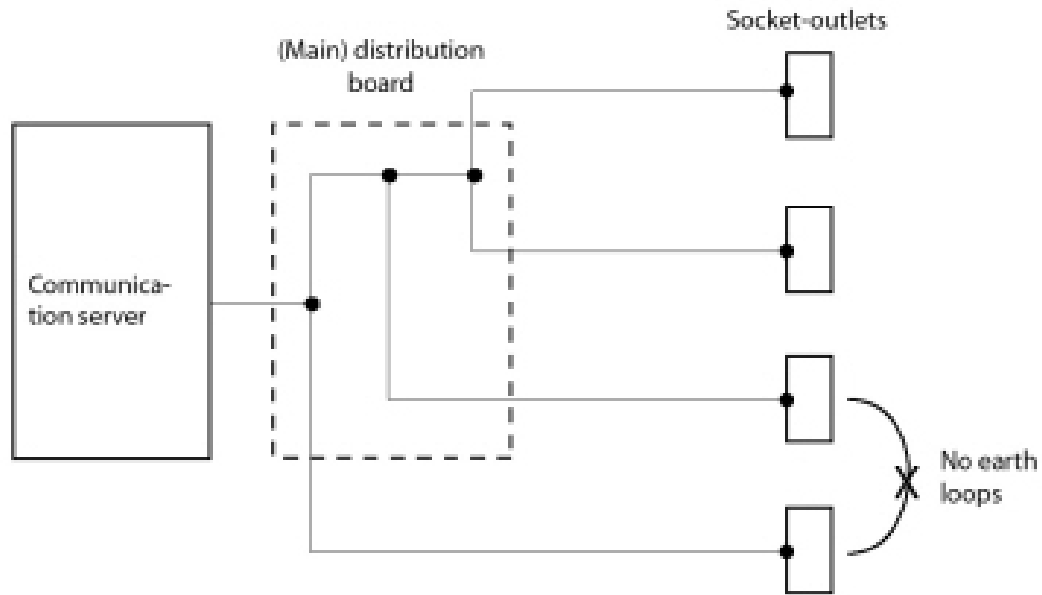 Socket-outlets
(Main) distribution
board
Communica-
tion server
No earth
loops